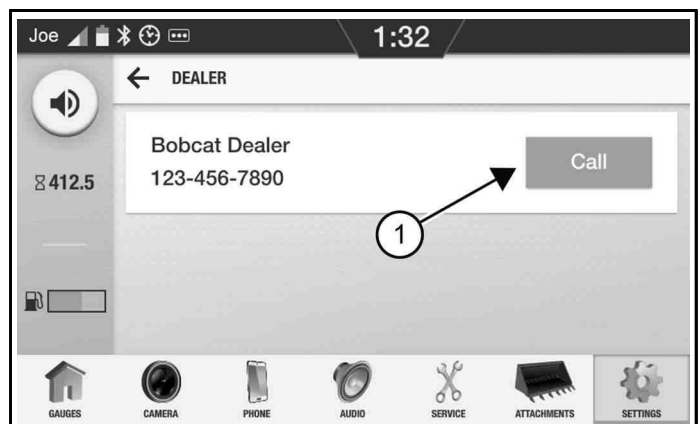 Joe 1:32
← DEALER
Bobcat Dealer
123-456-7890
Call
412.5
1
GAUGES CAMERA PHONE AUDIO SERVICE ATTACHMENTS SETTINGS